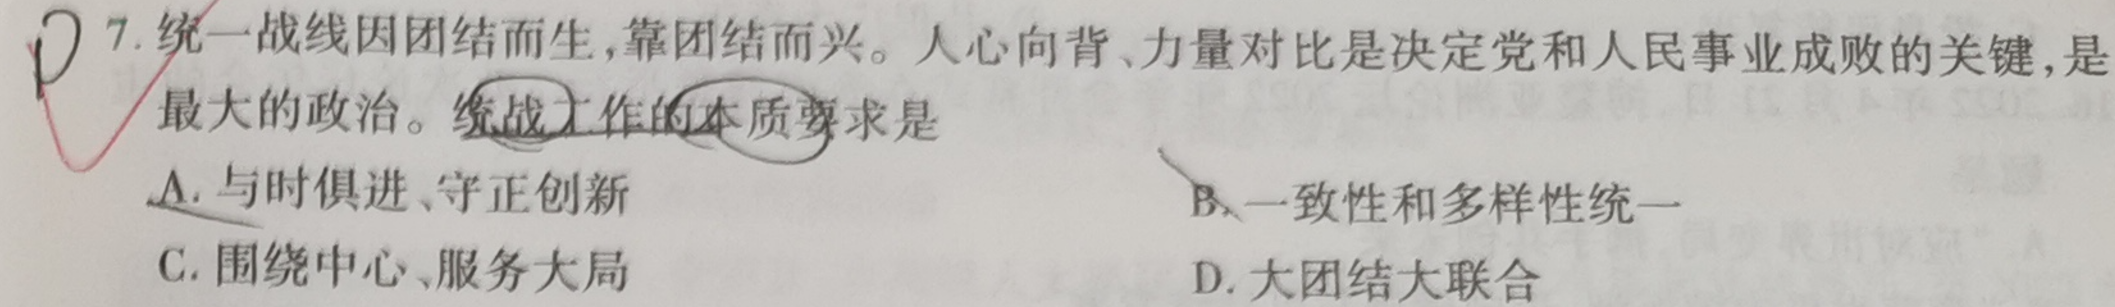 D 7. 统一战线因团结而生,靠团结而兴。人心向背、力量对比是决定党和人民事业成败的关键,是
最大的政治。统战工作的本质要求是
A. 与时俱进、守正创新 B. 一致性和多样性统一
C. 围绕中心、服务大局 D. 大团结大联合